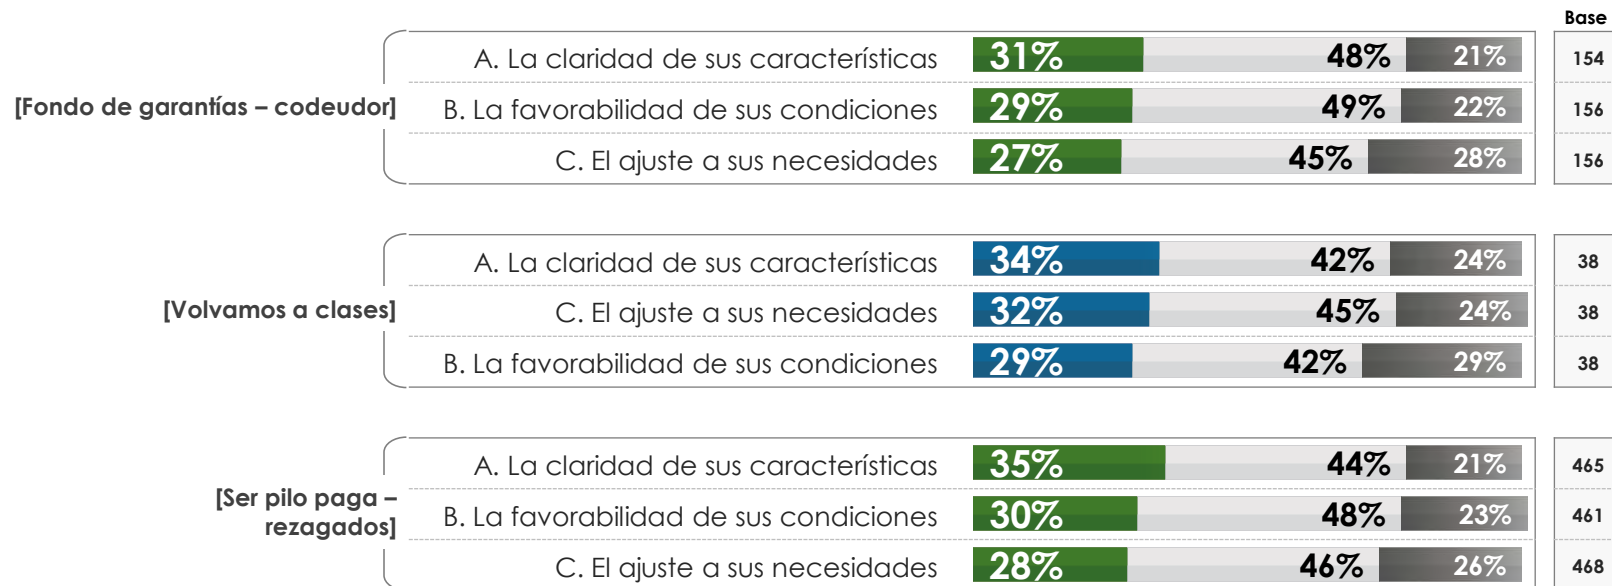 Base
A. La claridad de sus características 31% 48% 21% 154
[Fondo de garantías – codeudor] B. La favorabilidad de sus condiciones 29% 49% 22% 156
C. El ajuste a sus necesidades 27% 45% 28% 156
A. La claridad de sus características 34% 42% 24% 38
[Volvamos a clases] C. El ajuste a sus necesidades 32% 45% 24% 38
B. La favorabilidad de sus condiciones 29% 42% 29% 38
A. La claridad de sus características 35% 44% 21% 465
[Ser pilo paga –
rezagados] B. La favorabilidad de sus condiciones 30% 48% 23% 461
C. El ajuste a sus necesidades 28% 46% 26% 468